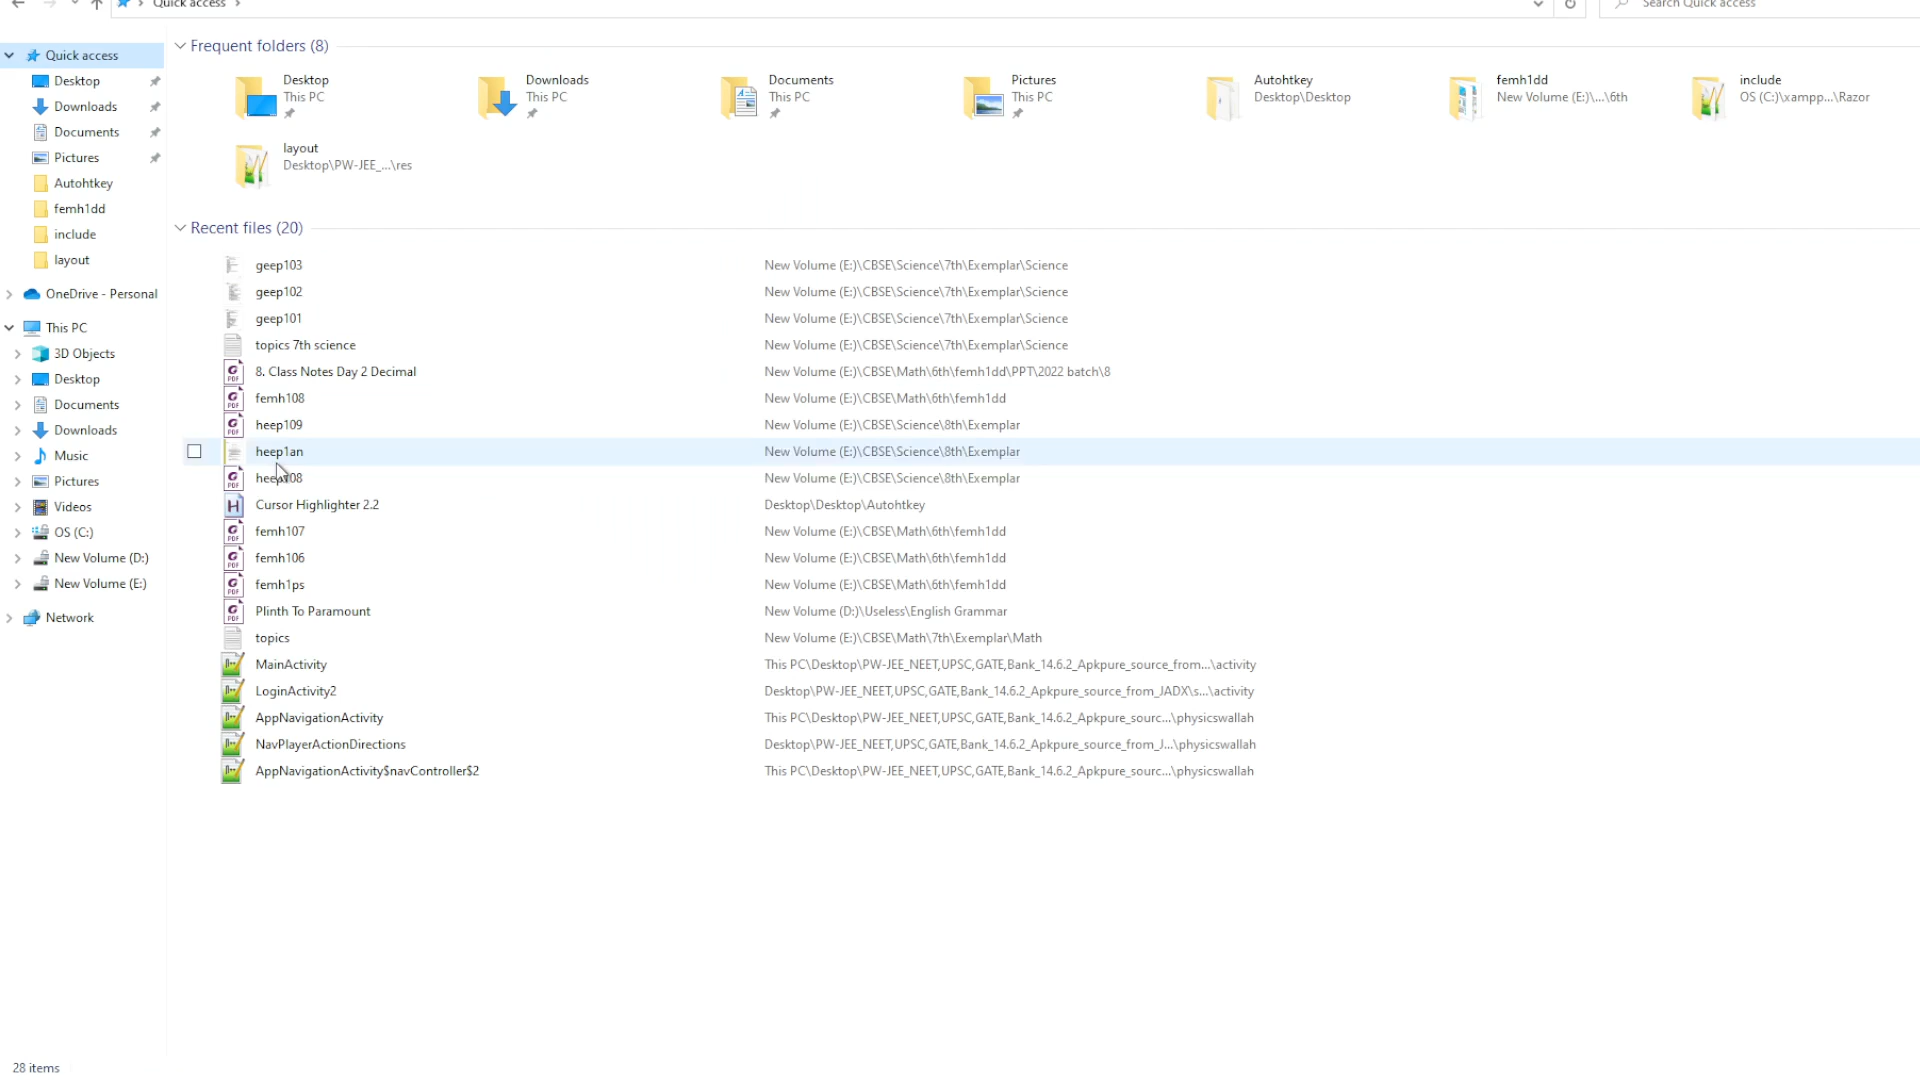 Quick access
Search Quick access
Quick access
Desktop
Downloads
Documents
Pictures
Autohtkey
femh1dd
include
layout
OneDrive - Personal
This PC
3D Objects
Desktop
Documents
Downloads
Music
Pictures
Videos
OS (C:)
New Volume (D:)
New Volume (E:)
Network
Frequent folders (8)
Desktop
This PC
Downloads
This PC
Documents
This PC
Pictures
This PC
Autohtkey
Desktop\Desktop
femh1dd
New Volume (E:)\...\6th
include
OS (C:)\xampp...\Razor
layout
Desktop\PW-JEE_...\res
Recent files (20)
geep103 New Volume (E:)\CBSE\Science\7th\Exemplar\Science
geep102 New Volume (E:)\CBSE\Science\7th\Exemplar\Science
geep101 New Volume (E:)\CBSE\Science\7th\Exemplar\Science
topics 7th science New Volume (E:)\CBSE\Science\7th\Exemplar\Science
8. Class Notes Day 2 Decimal New Volume (E:)\CBSE\Math\6th\femh1dd\PPT\2022 batch\8
femh108 New Volume (E:)\CBSE\Math\6th\femh1dd
heep109 New Volume (E:)\CBSE\Science\8th\Exemplar
heep1an New Volume (E:)\CBSE\Science\8th\Exemplar
heep108 New Volume (E:)\CBSE\Science\8th\Exemplar
Cursor Highlighter 2.2 Desktop\Desktop\Autohtkey
femh107 New Volume (E:)\CBSE\Math\6th\femh1dd
femh106 New Volume (E:)\CBSE\Math\6th\femh1dd
femh1ps New Volume (E:)\CBSE\Math\6th\femh1dd
Plinth To Paramount New Volume (D:)\Useless\English Grammar
topics New Volume (E:)\CBSE\Math\7th\Exemplar\Math
MainActivity This PC\Desktop\PW-JEE_NEET,UPSC,GATE,Bank_14.6.2_Apkpure_source_from...\activity
LoginActivity2 Desktop\PW-JEE_NEET,UPSC,GATE,Bank_14.6.2_Apkpure_source_from_JADX\s...\activity
AppNavigationActivity This PC\Desktop\PW-JEE_NEET,UPSC,GATE,Bank_14.6.2_Apkpure_sourc...\physicswallah
NavPlayerActionDirections Desktop\PW-JEE_NEET,UPSC,GATE,Bank_14.6.2_Apkpure_source_from_J...\physicswallah
AppNavigationActivity$navController$2 This PC\Desktop\PW-JEE_NEET,UPSC,GATE,Bank_14.6.2_Apkpure_sourc...\physicswallah
28 items